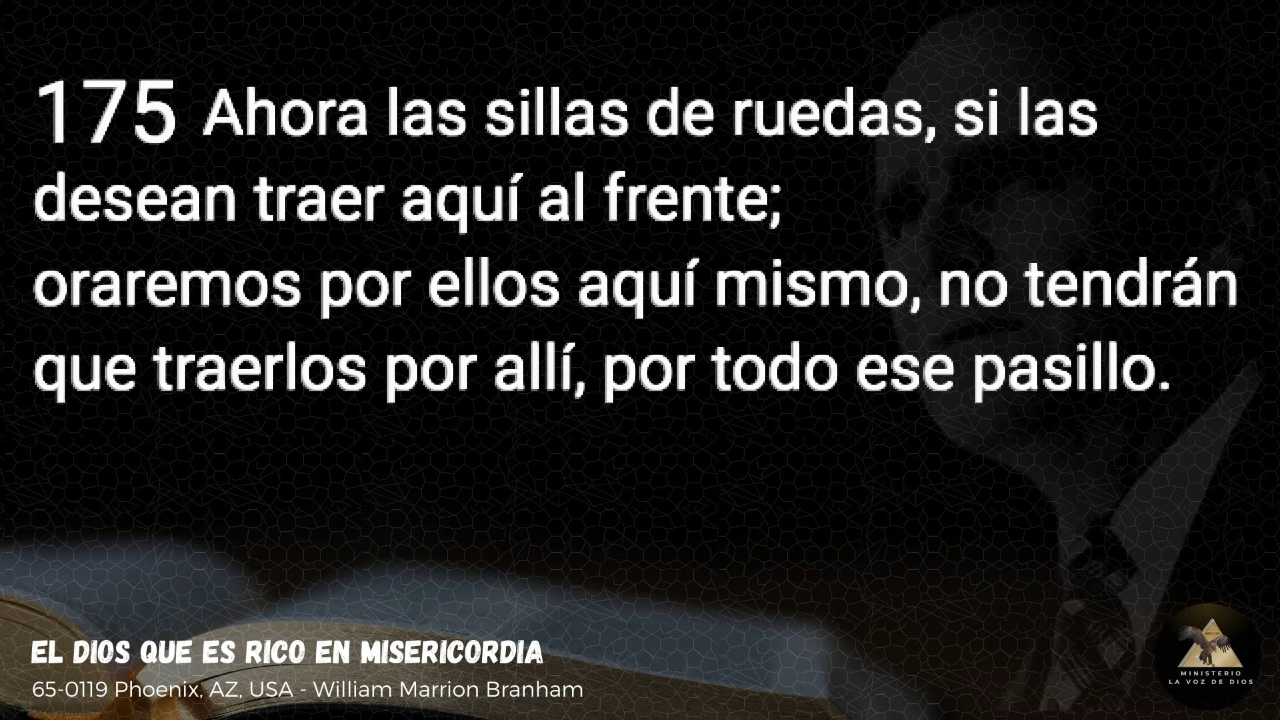 175 Ahora las sillas de ruedas, si las
desean traer aquí al frente;
oraremos por ellos aquí mismo, no tendrán
que traerlos por allí, por todo ese pasillo.
EL DIOS QUE ES RICO EN MISERICORDIA
65-0119 Phoenix, AZ, USA - William Marrion Branham
MINISTERIO
LA VOZ DE DIOS